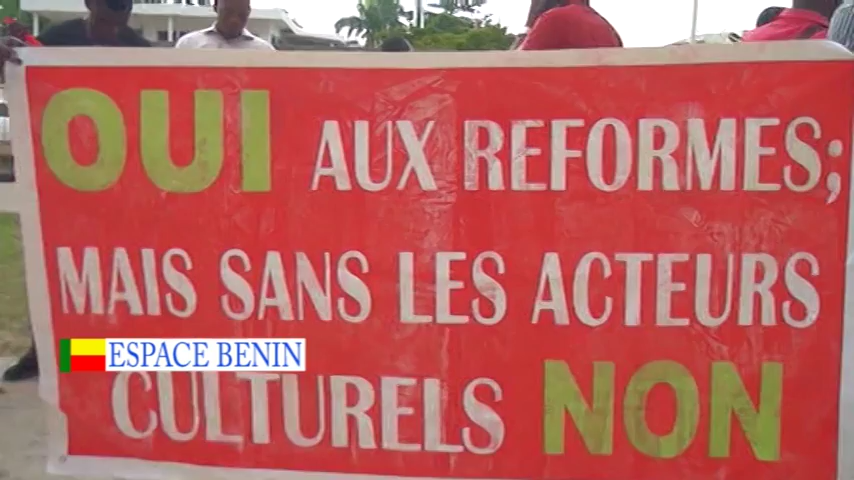 OUI AUX REFORMES;
MAIS SANS LES ACTEURS
ESPACE BENIN
CULTURELS NON